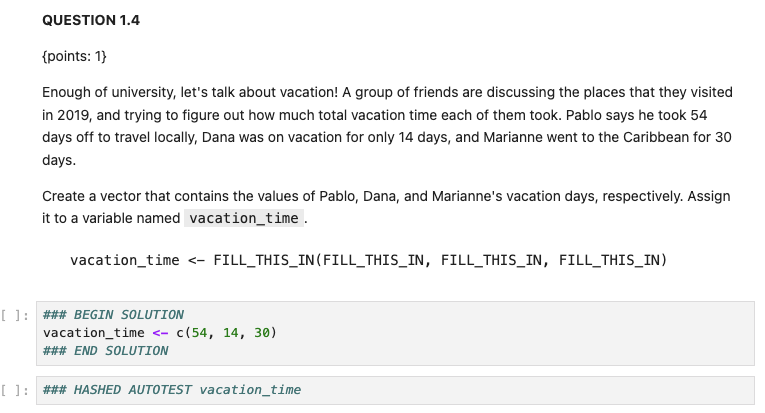 QUESTION 1.4
{points: 1}
Enough of university, let's talk about vacation! A group of friends are discussing the places that they visited
in 2019, and trying to figure out how much total vacation time each of them took. Pablo says he took 54
days off to travel locally, Dana was on vacation for only 14 days, and Marianne went to the Caribbean for 30
days.
Create a vector that contains the values of Pablo, Dana, and Marianne's vacation days, respectively. Assign
it to a variable named vacation_time .
vacation_time <- FILL_THIS_IN(FILL_THIS_IN, FILL_THIS_IN, FILL_THIS_IN)
[ ]: ### BEGIN SOLUTION
vacation_time <- c(54, 14, 30)
### END SOLUTION
[ ]: ### HASHED AUTOTEST vacation_time